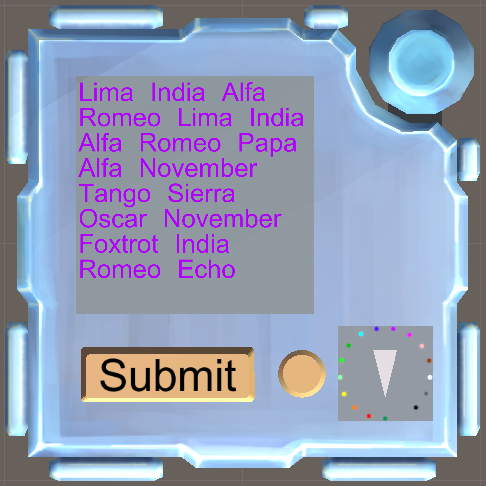 Lima India Alfa
Romeo Lima India
Alfa Romeo Papa
Alfa November
Tango Sierra
Oscar November
Foxtrot India
Romeo Echo
Submit